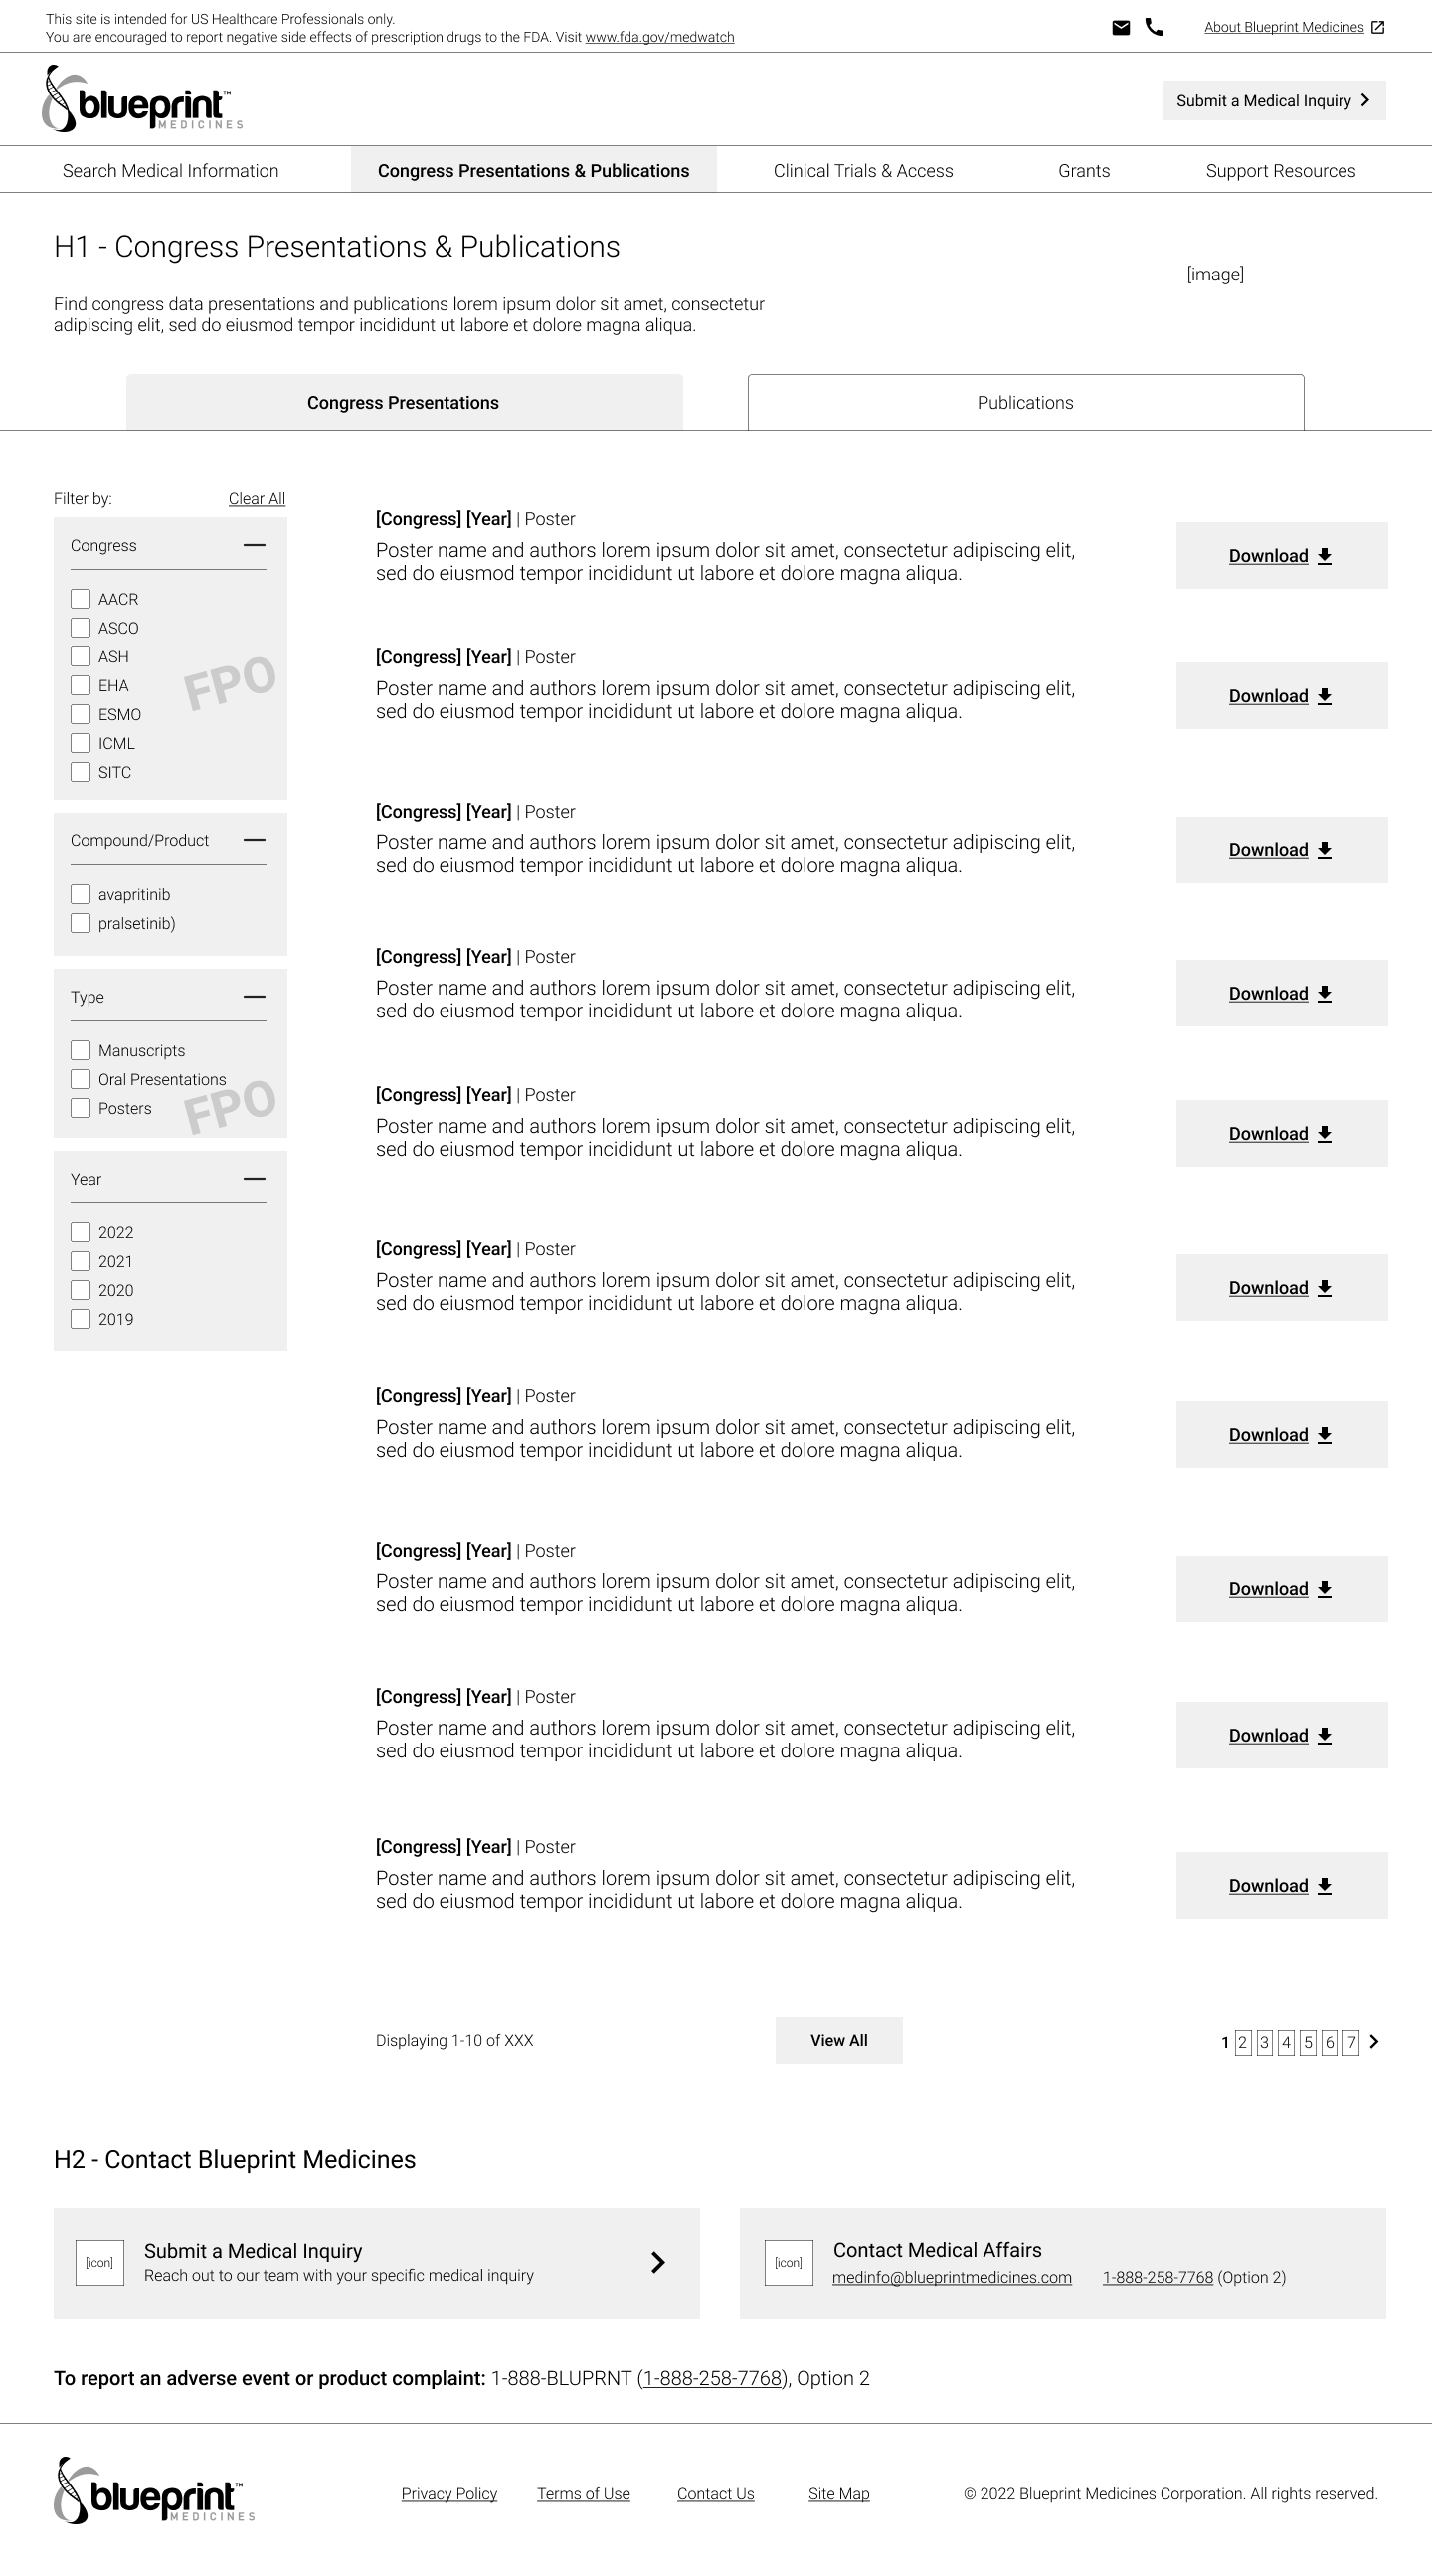 This site is intended for US Healthcare Professionals only.
You are encouraged to report negative side effects of prescription drugs to the FDA. Visit www.fda.gov/medwatch
About Blueprint Medicines
blueprint™
MEDICINES
Submit a Medical Inquiry
Search Medical Information
Congress Presentations & Publications
Clinical Trials & Access
Grants
Support Resources
H1 - Congress Presentations & Publications
[image]
Find congress data presentations and publications lorem ipsum dolor sit amet, consectetur
adipiscing elit, sed do eiusmod tempor incididunt ut labore et dolore magna aliqua.
Congress Presentations
Publications
Filter by:
Clear All
Congress
AACR
ASCO
ASH
EHA
ESMO
ICML
SITC
FPO
Compound/Product
avapritinib
pralsetinib)
Type
Manuscripts
Oral Presentations
Posters
FPO
Year
2022
2021
2020
2019
[Congress] [Year] | Poster
Poster name and authors lorem ipsum dolor sit amet, consectetur adipiscing elit,
sed do eiusmod tempor incididunt ut labore et dolore magna aliqua.
Download
[Congress] [Year] | Poster
Poster name and authors lorem ipsum dolor sit amet, consectetur adipiscing elit,
sed do eiusmod tempor incididunt ut labore et dolore magna aliqua.
Download
[Congress] [Year] | Poster
Poster name and authors lorem ipsum dolor sit amet, consectetur adipiscing elit,
sed do eiusmod tempor incididunt ut labore et dolore magna aliqua.
Download
[Congress] [Year] | Poster
Poster name and authors lorem ipsum dolor sit amet, consectetur adipiscing elit,
sed do eiusmod tempor incididunt ut labore et dolore magna aliqua.
Download
[Congress] [Year] | Poster
Poster name and authors lorem ipsum dolor sit amet, consectetur adipiscing elit,
sed do eiusmod tempor incididunt ut labore et dolore magna aliqua.
Download
[Congress] [Year] | Poster
Poster name and authors lorem ipsum dolor sit amet, consectetur adipiscing elit,
sed do eiusmod tempor incididunt ut labore et dolore magna aliqua.
Download
[Congress] [Year] | Poster
Poster name and authors lorem ipsum dolor sit amet, consectetur adipiscing elit,
sed do eiusmod tempor incididunt ut labore et dolore magna aliqua.
Download
[Congress] [Year] | Poster
Poster name and authors lorem ipsum dolor sit amet, consectetur adipiscing elit,
sed do eiusmod tempor incididunt ut labore et dolore magna aliqua.
Download
[Congress] [Year] | Poster
Poster name and authors lorem ipsum dolor sit amet, consectetur adipiscing elit,
sed do eiusmod tempor incididunt ut labore et dolore magna aliqua.
Download
[Congress] [Year] | Poster
Poster name and authors lorem ipsum dolor sit amet, consectetur adipiscing elit,
sed do eiusmod tempor incididunt ut labore et dolore magna aliqua.
Download
Displaying 1-10 of XXX
View All
1 2 3 4 5 6 7
H2 - Contact Blueprint Medicines
[icon]
Submit a Medical Inquiry
Reach out to our team with your specific medical inquiry
[icon]
Contact Medical Affairs
medinfo@blueprintmedicines.com 1-888-258-7768 (Option 2)
To report an adverse event or product complaint: 1-888-BLUPRNT (1-888-258-7768), Option 2
blueprint™
MEDICINES
Privacy Policy
Terms of Use
Contact Us
Site Map
© 2022 Blueprint Medicines Corporation. All rights reserved.